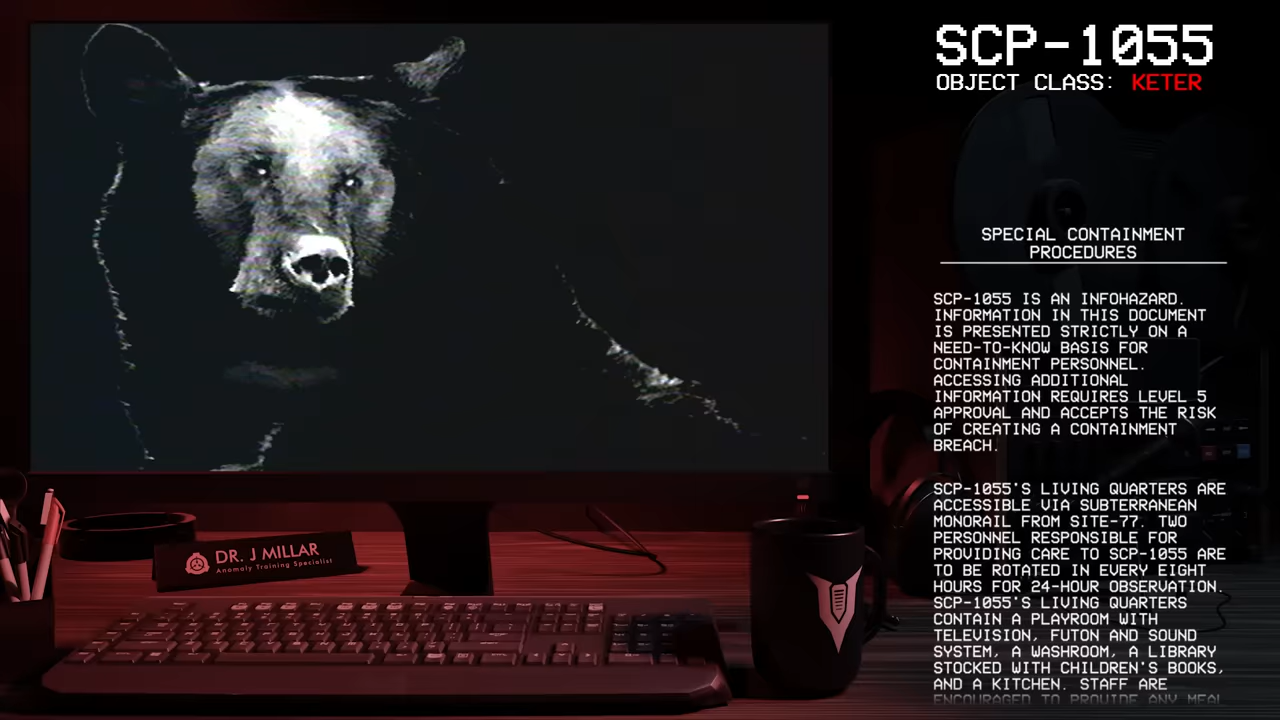 SCP-1055
OBJECT CLASS: KETER
SPECIAL CONTAINMENT
PROCEDURES
SCP-1055 IS AN INFOHAZARD.
INFORMATION IN THIS DOCUMENT
IS PRESENTED STRICTLY ON A
NEED-TO-KNOW BASIS FOR
CONTAINMENT PERSONNEL.
ACCESSING ADDITIONAL
INFORMATION REQUIRES LEVEL 5
APPROVAL AND ACCEPTS THE RISK
OF CREATING A CONTAINMENT
BREACH.
SCP-1055'S LIVING QUARTERS ARE
ACCESSIBLE VIA SUBTERRANEAN
MONORAIL FROM SITE-77. TWO
PERSONNEL RESPONSIBLE FOR
PROVIDING CARE TO SCP-1055 ARE
TO BE ROTATED IN EVERY EIGHT
HOURS FOR 24-HOUR OBSERVATION.
SCP-1055'S LIVING QUARTERS
CONTAIN A PLAYROOM WITH
TELEVISION, FUTON AND SOUND
SYSTEM, A WASHROOM, A LIBRARY
STOCKED WITH CHILDREN'S BOOKS,
AND A KITCHEN. STAFF ARE
ENCOURAGED TO PROVIDE ANY MEAL
DR. J MILLAR
Anomaly Training Specialist